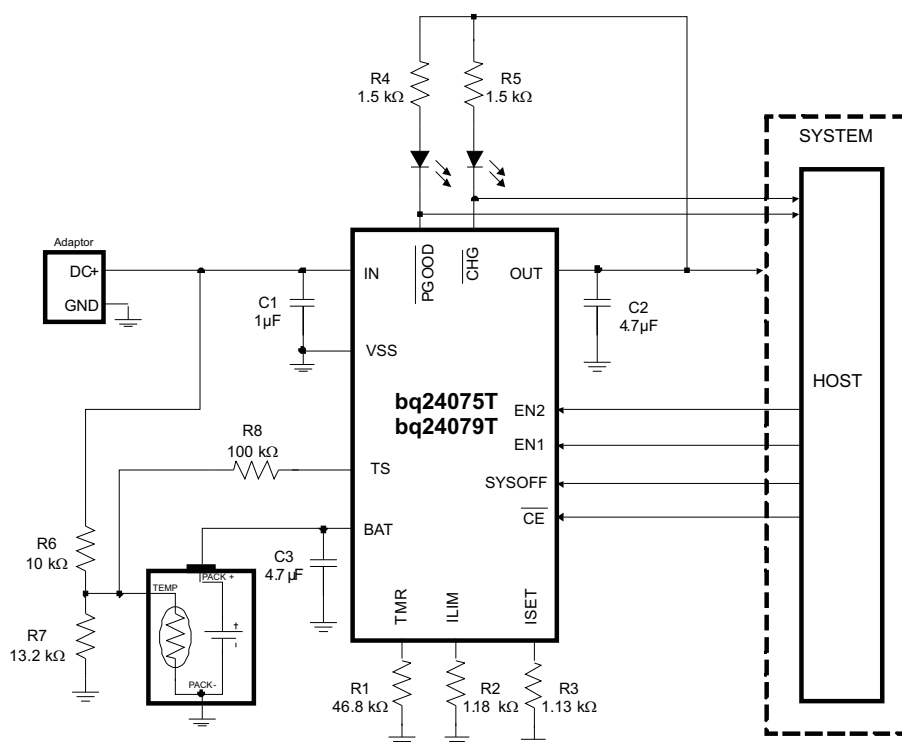 R4
1.5 kΩ
R5
1.5 kΩ
SYSTEM
Adaptor
DC+
GND
IN
PGOOD
CHG
OUT
C1
1µF
C2
4.7µF
VSS
HOST
bq24075T
bq24079T
EN2
EN1
R8
100 kΩ
TS
SYSOFF
CE
BAT
R6
10 kΩ
C3
4.7 µF
PACK +
TEMP
R7
13.2 kΩ
+
-
PACK-
TMR
ILIM
ISET
R1
46.8 kΩ
R2
1.18 kΩ
R3
1.13 kΩ